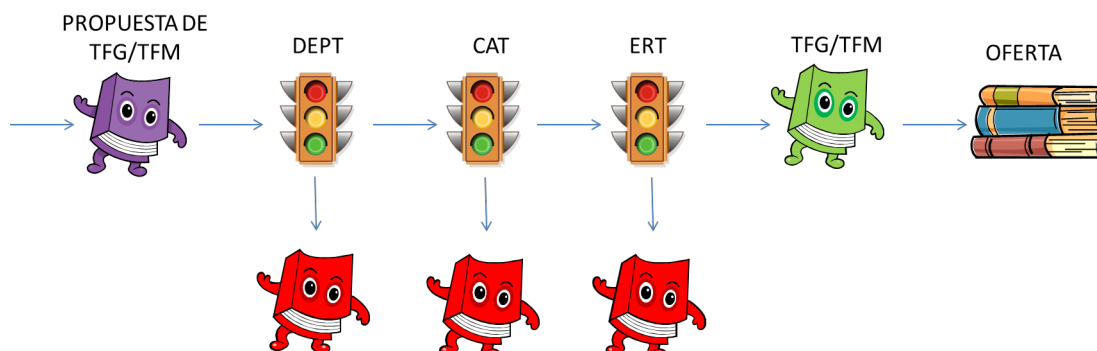 PROPUESTA DE
TFG/TFM
DEPT
CAT
ERT
TFG/TFM
OFERTA